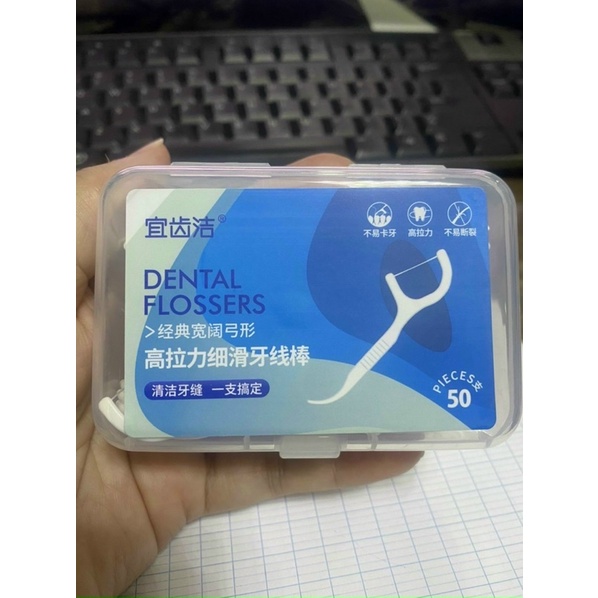 宜齿洁®
不易卡牙 高拉力 不易断裂
DENTAL
FLOSSERS
>经典宽阔弓形
高拉力细滑牙线棒
清洁牙缝 一支搞定
PIECES支
50